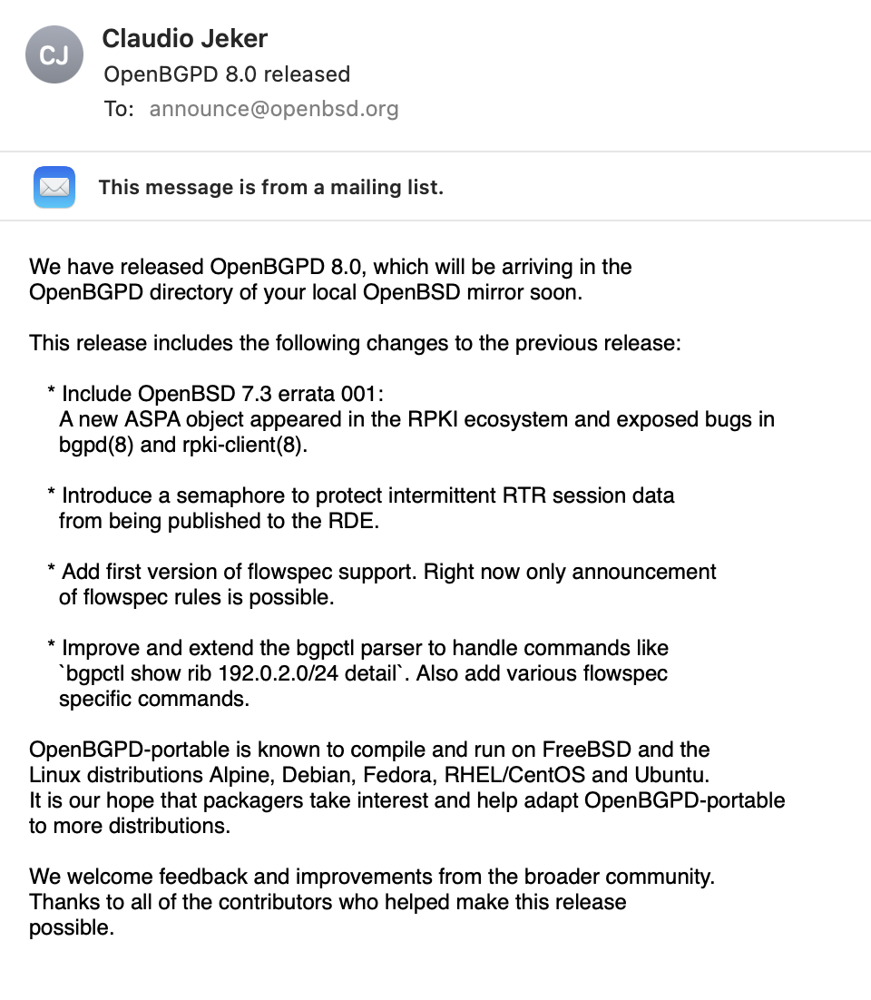 CJ
Claudio Jeker
OpenBGPD 8.0 released
To: announce@openbsd.org
This message is from a mailing list.
We have released OpenBGPD 8.0, which will be arriving in the
OpenBGPD directory of your local OpenBSD mirror soon.
This release includes the following changes to the previous release:
* Include OpenBSD 7.3 errata 001:
A new ASPA object appeared in the RPKI ecosystem and exposed bugs in
bgpd(8) and rpki-client(8).
* Introduce a semaphore to protect intermittent RTR session data
from being published to the RDE.
* Add first version of flowspec support. Right now only announcement
of flowspec rules is possible.
* Improve and extend the bgpctl parser to handle commands like
`bgpctl show rib 192.0.2.0/24 detail`. Also add various flowspec
specific commands.
OpenBGPD-portable is known to compile and run on FreeBSD and the
Linux distributions Alpine, Debian, Fedora, RHEL/CentOS and Ubuntu.
It is our hope that packagers take interest and help adapt OpenBGPD-portable
to more distributions.
We welcome feedback and improvements from the broader community.
Thanks to all of the contributors who helped make this release
possible.